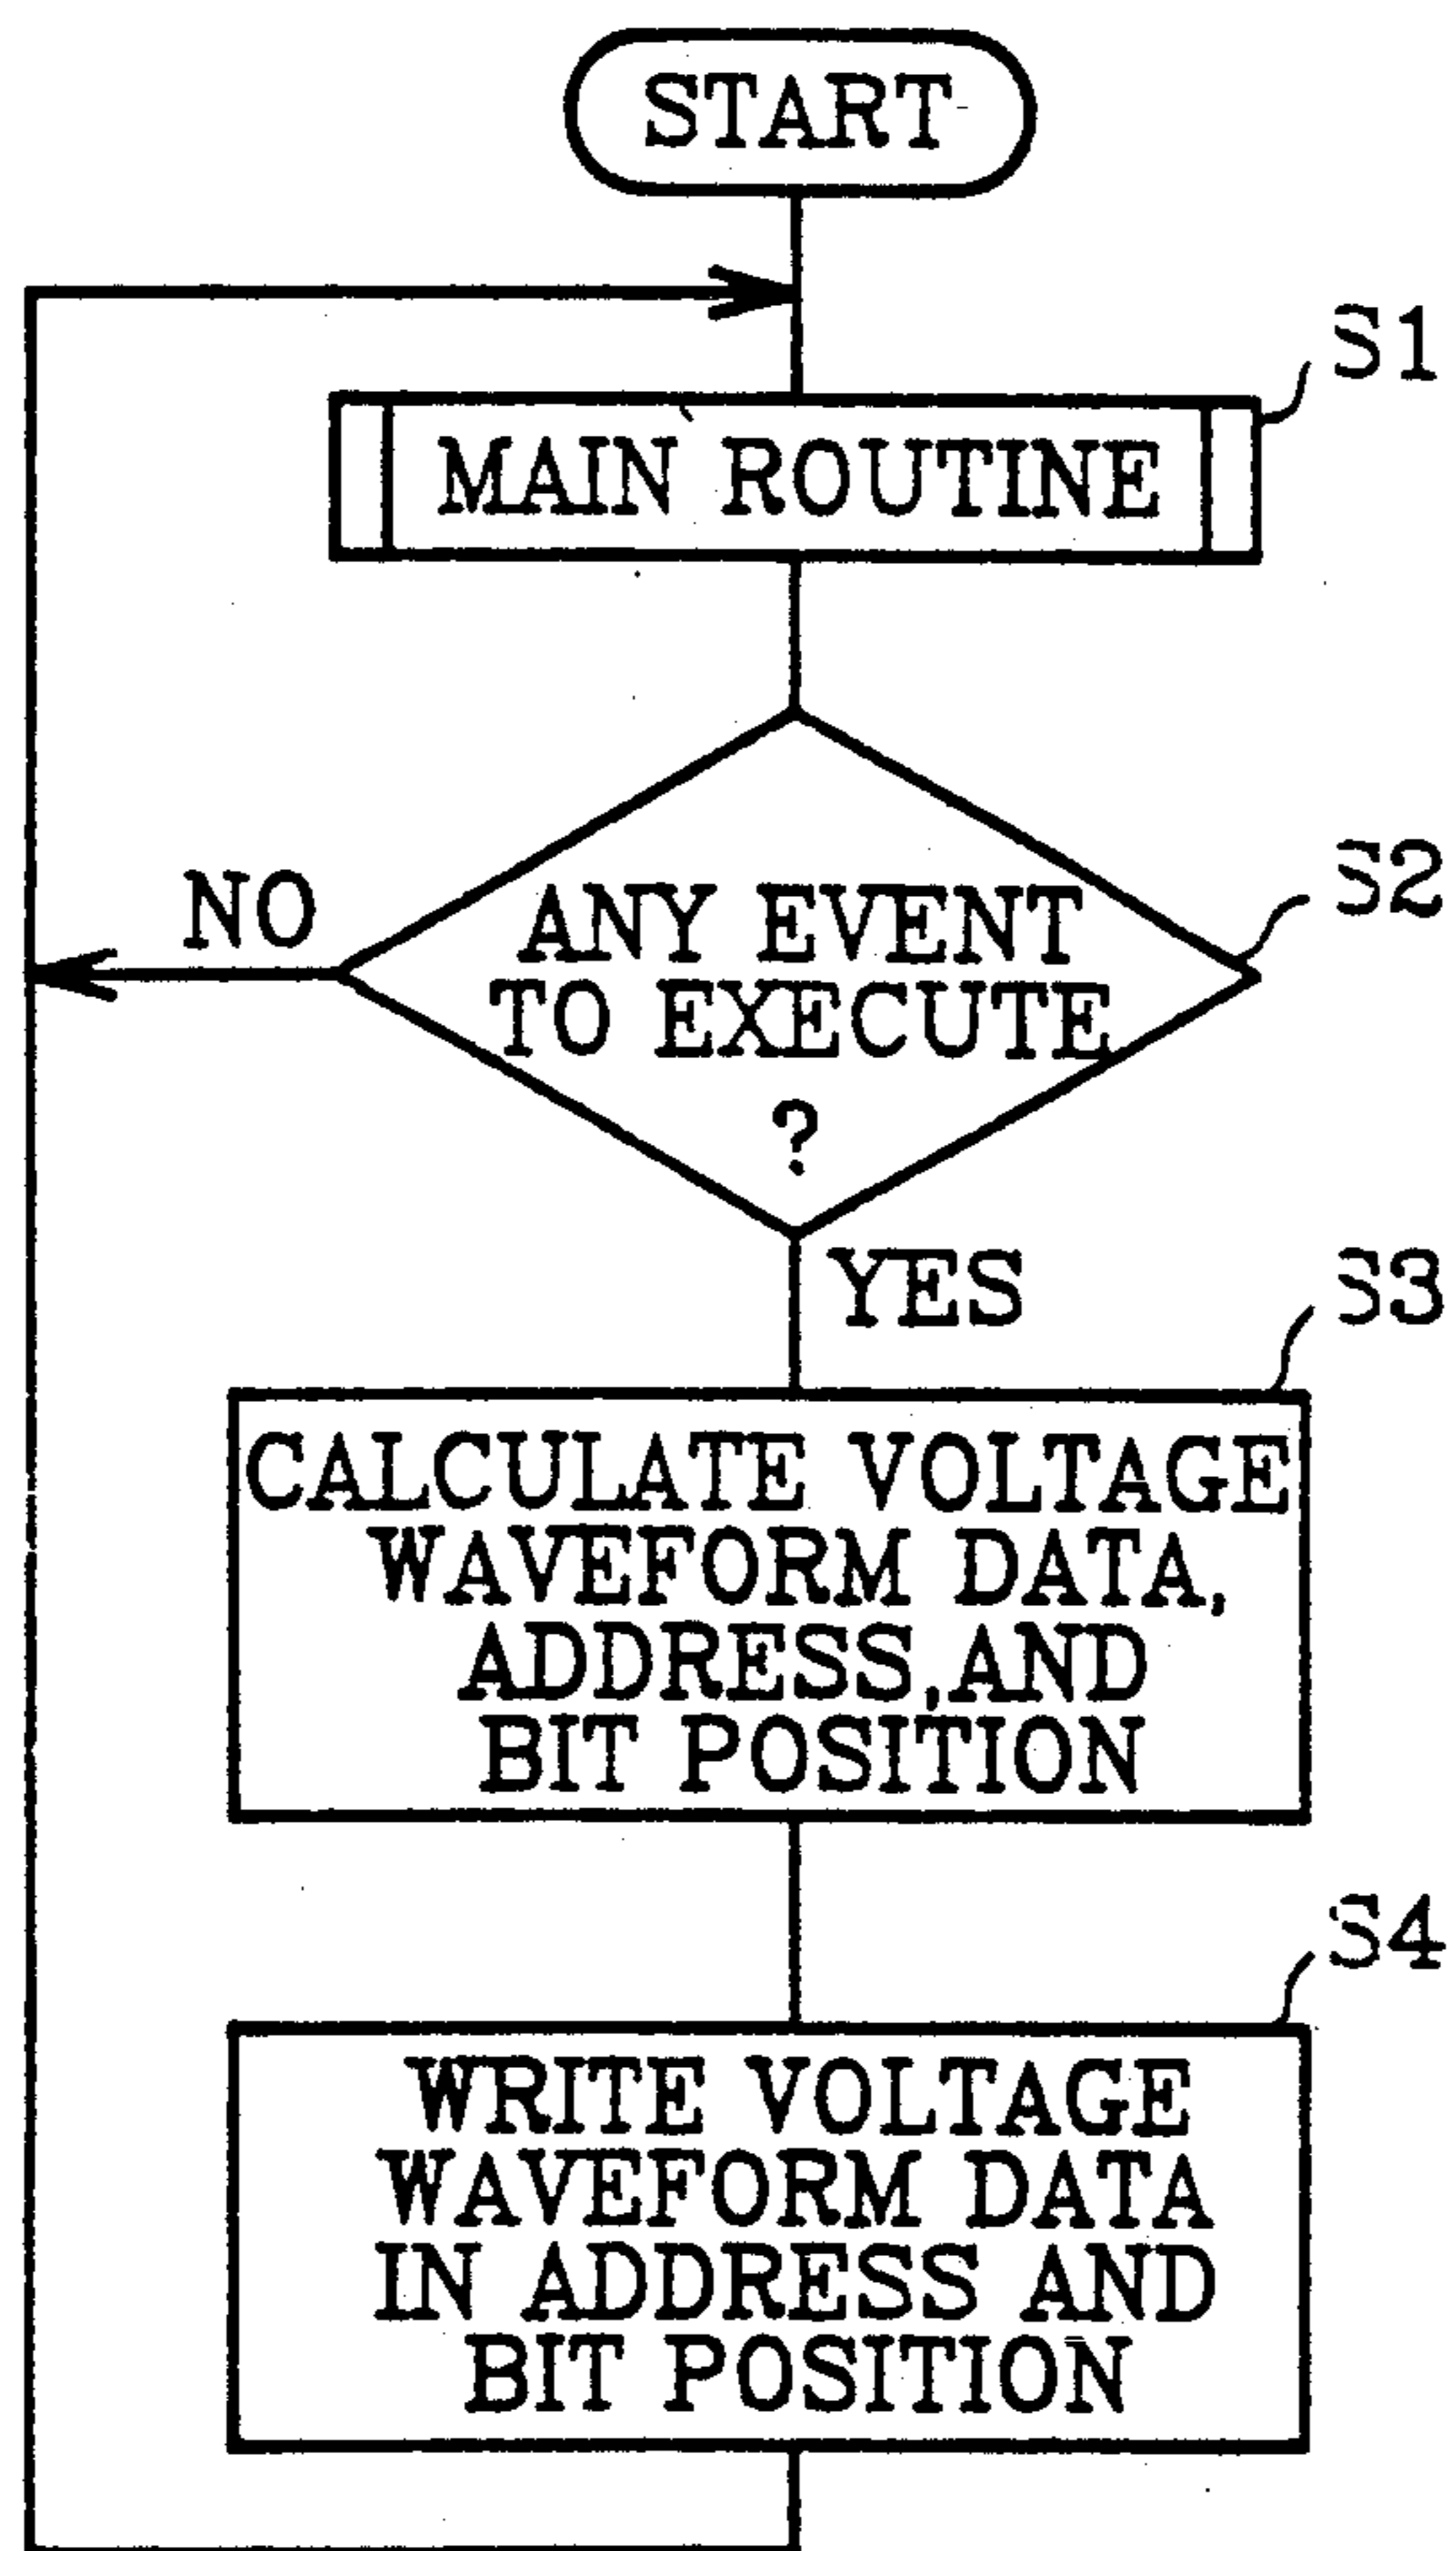 START
S1
MAIN ROUTINE
S2
NO
ANY EVENT
TO EXECUTE
?
YES
S3
CALCULATE VOLTAGE
WAVEFORM DATA,
ADDRESS,AND
BIT POSITION
S4
WRITE VOLTAGE
WAVEFORM DATA
IN ADDRESS AND
BIT POSITION